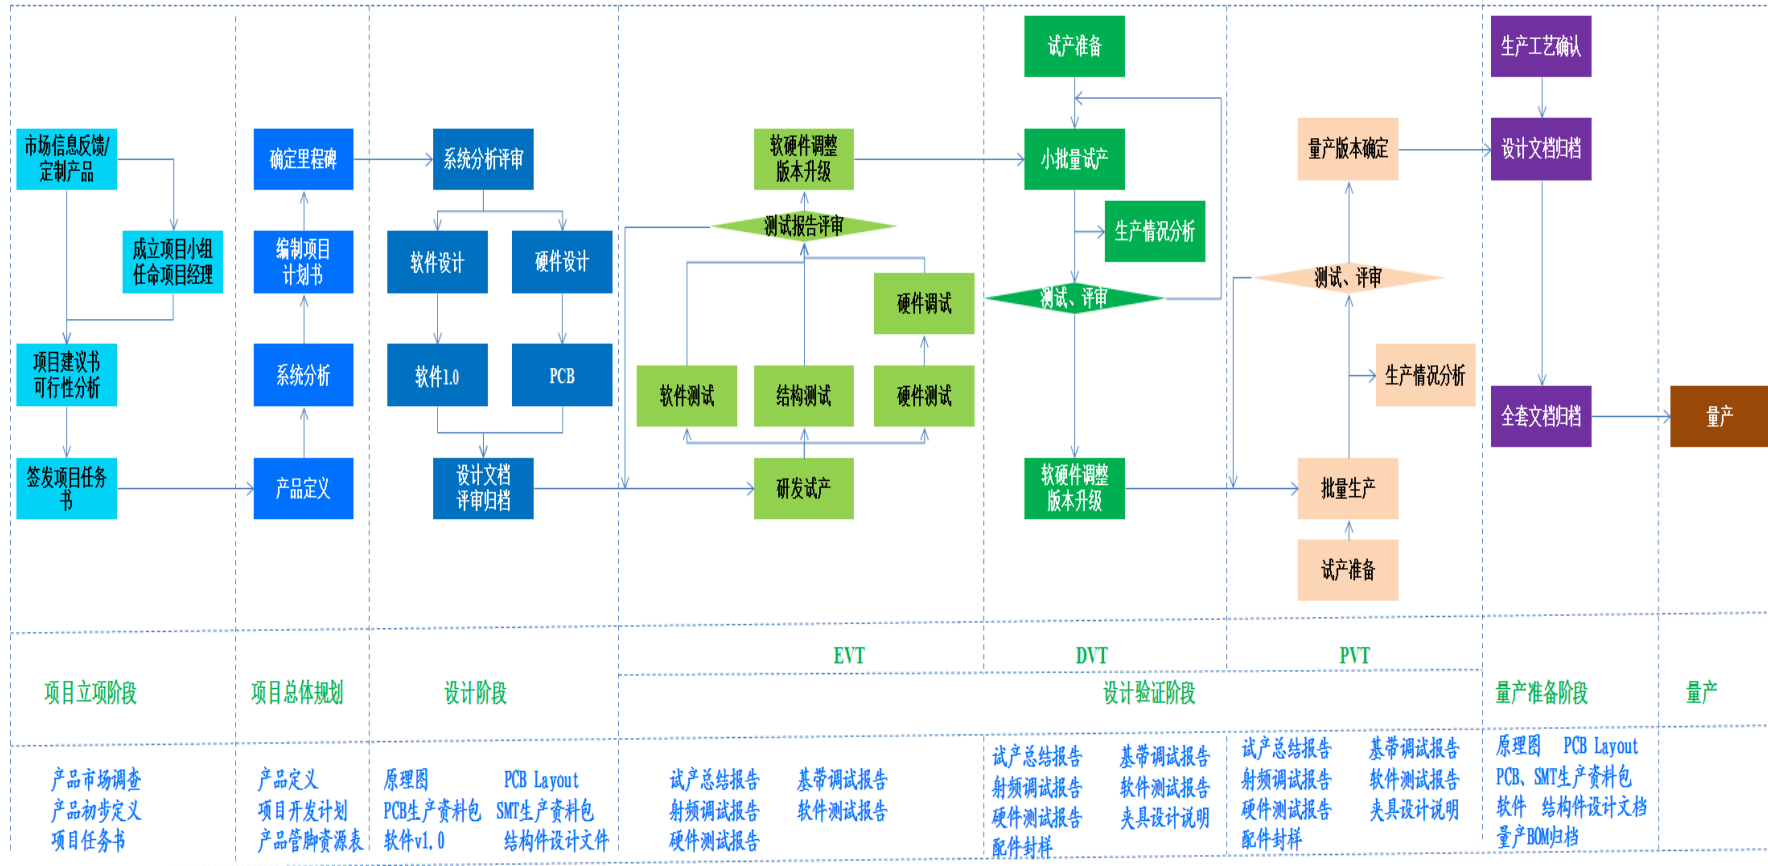 市场信息反馈/
定制产品
成立项目小组
任命项目经理
项目建议书
可行性分析
签发项目任务
书
确定里程碑
编制项目
计划书
系统分析
产品定义
系统分析评审
软件设计
硬件设计
软件1.0
PCB
设计文档
评审归档
软硬件调整
版本升级
测试报告评审
硬件调试
软件测试
结构测试
硬件测试
研发试产
试产准备
小批量试产
生产情况分析
测试、评审
软硬件调整
版本升级
量产版本确定
测试、评审
生产情况分析
批量生产
试产准备
生产工艺确认
设计文档归档
全套文档归档
量产
EVT
DVT
PVT
项目立项阶段
项目总体规划
设计阶段
设计验证阶段
量产准备阶段
量产
产品市场调查
产品初步定义
项目任务书
产品定义
项目开发计划
产品管脚资源表
原理图 PCB Layout
PCB生产资料包 SMT生产资料包
软件v1.0 结构件设计文件
试产总结报告 基带调试报告
射频调试报告 软件测试报告
硬件测试报告
试产总结报告 基带调试报告
射频调试报告 软件测试报告
硬件测试报告 夹具设计说明
配件封样
试产总结报告 基带调试报告
射频调试报告 软件测试报告
硬件测试报告 夹具设计说明
配件封样
原理图 PCB Layout
PCB、SMT生产资料包
软件 结构件设计文档
量产BOM归档